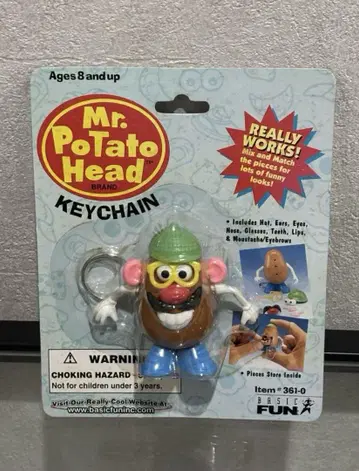 Ages 8 and up
Mr.
PoTaTo
Head™
BRAND
KEYCHAIN
REALLY
WORKS!
Mix and Match
the pieces for
lots of funny
looks!
• Includes Hat, Ears, Eyes,
Nose, Glasses, Teeth, Lips,
& Moustache/Eyebrows
⚠ WARNIN
CHOKING HAZARD
Not for children under 3 years.
• Pieces Store Inside
Item # 361-0
BASIC
FUN
Visit Our Really Cool Website At
www.basicfuninc.com